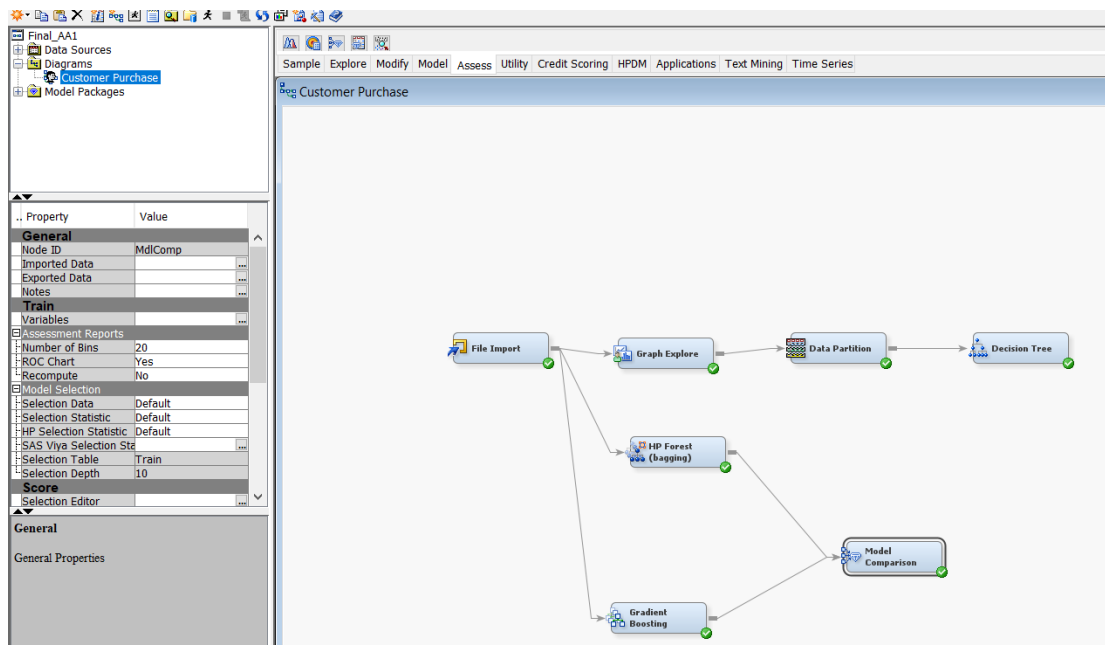 Final_AA1
Data Sources
Diagrams
Customer Purchase
Model Packages
.. Property Value
General
Node ID MdlComp
Imported Data ...
Exported Data ...
Notes ...
Train
Variables ...
Assessment Reports
Number of Bins 20
ROC Chart Yes
Recompute No
Model Selection
Selection Data Default
Selection Statistic Default
HP Selection Statistic Default
SAS Viya Selection Sta ...
Selection Table Train
Selection Depth 10
Score
Selection Editor ...
General
General Properties
Sample Explore Modify Model Assess Utility Credit Scoring HPDM Applications Text Mining Time Series
Customer Purchase
File Import
Graph Explore
Data Partition
Decision Tree
HP Forest
(bagging)
Model
Comparison
Gradient
Boosting